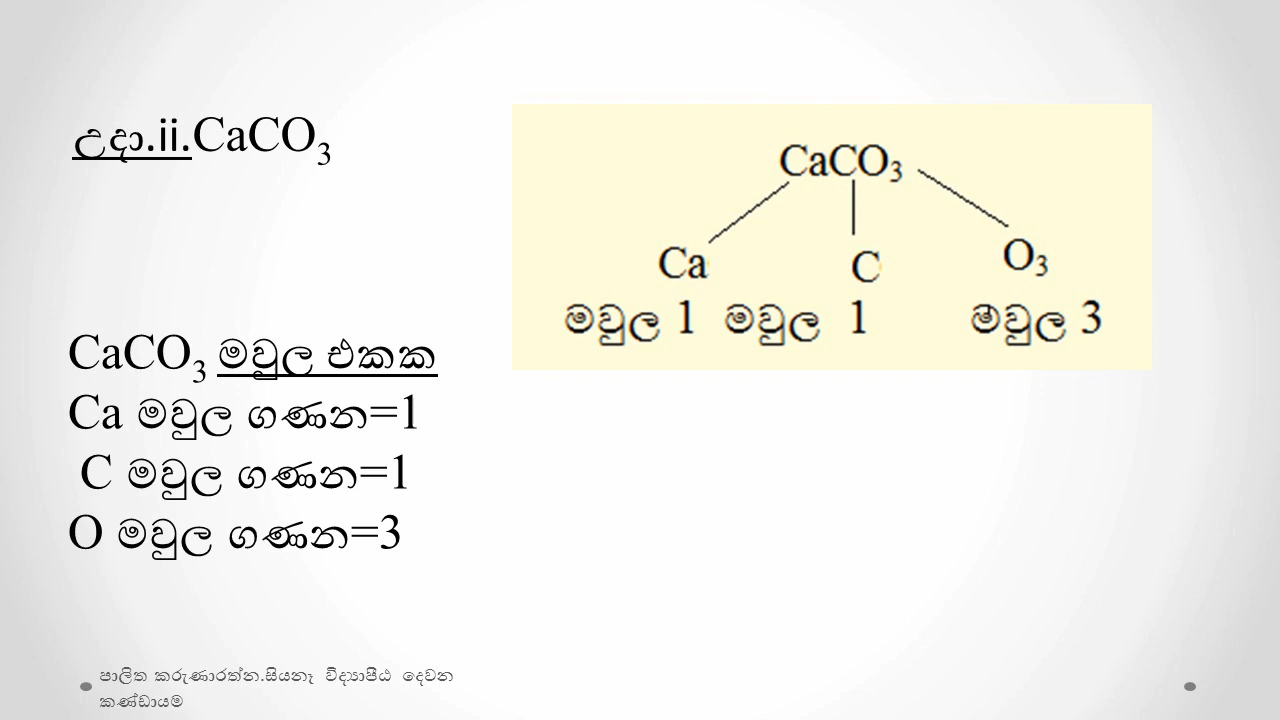 උදා.ii.CaCO₃
CaCO₃
Ca C O₃
මවුල 1 මවුල 1 මවුල 3
CaCO₃ මවුල එකක
Ca මවුල ගණන=1
C මවුල ගණන=1
O මවුල ගණන=3
පාලිත කරුණාරත්න.සියනෑ විද්‍යාපීඨ දෙවන
කණ්ඩායම